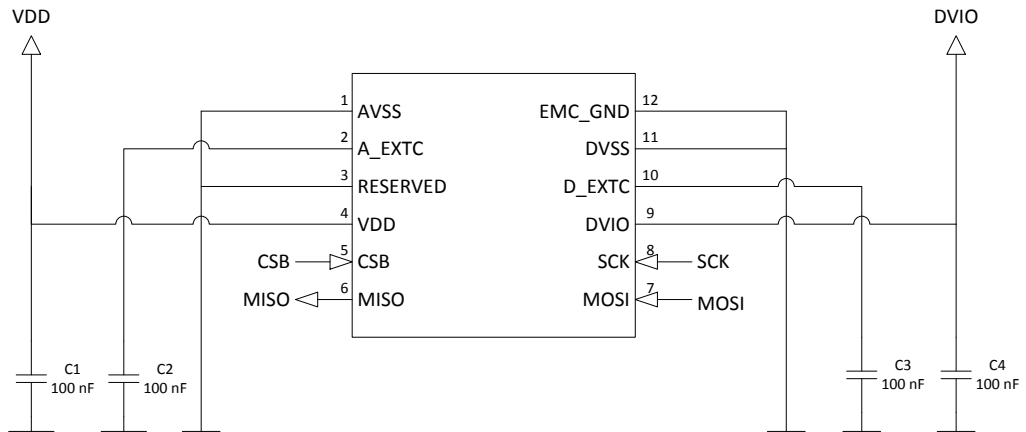 VDD
DVIO
1
AVSS
EMC_GND
12
2
A_EXTC
DVSS
11
3
RESERVED
D_EXTC
10
4
VDD
DVIO
9
CSB
5
CSB
SCK
8
SCK
MISO
6
MISO
MOSI
7
MOSI
C1
100 nF
C2
100 nF
C3
100 nF
C4
100 nF